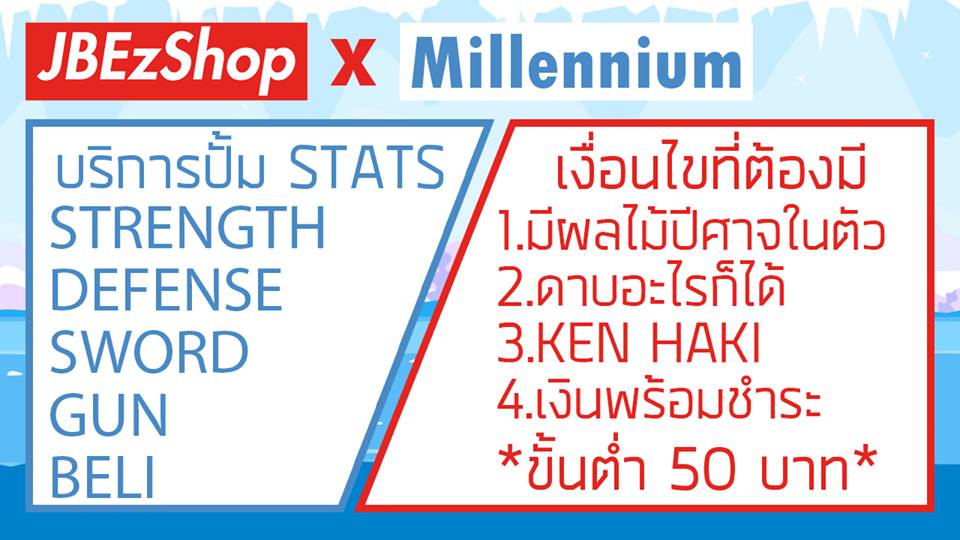 JBEzShop X Millennium
บริการปั้ม STATS
STRENGTH
DEFENSE
SWORD
GUN
BELI
เงื่อนไขที่ต้องมี
1.มีผลไม้ปีศาจในตัว
2.ดาบอะไรก็ได้
3.KEN HAKI
4.เงินพร้อมชำระ
*ขั้นต่ำ 50 บาท*